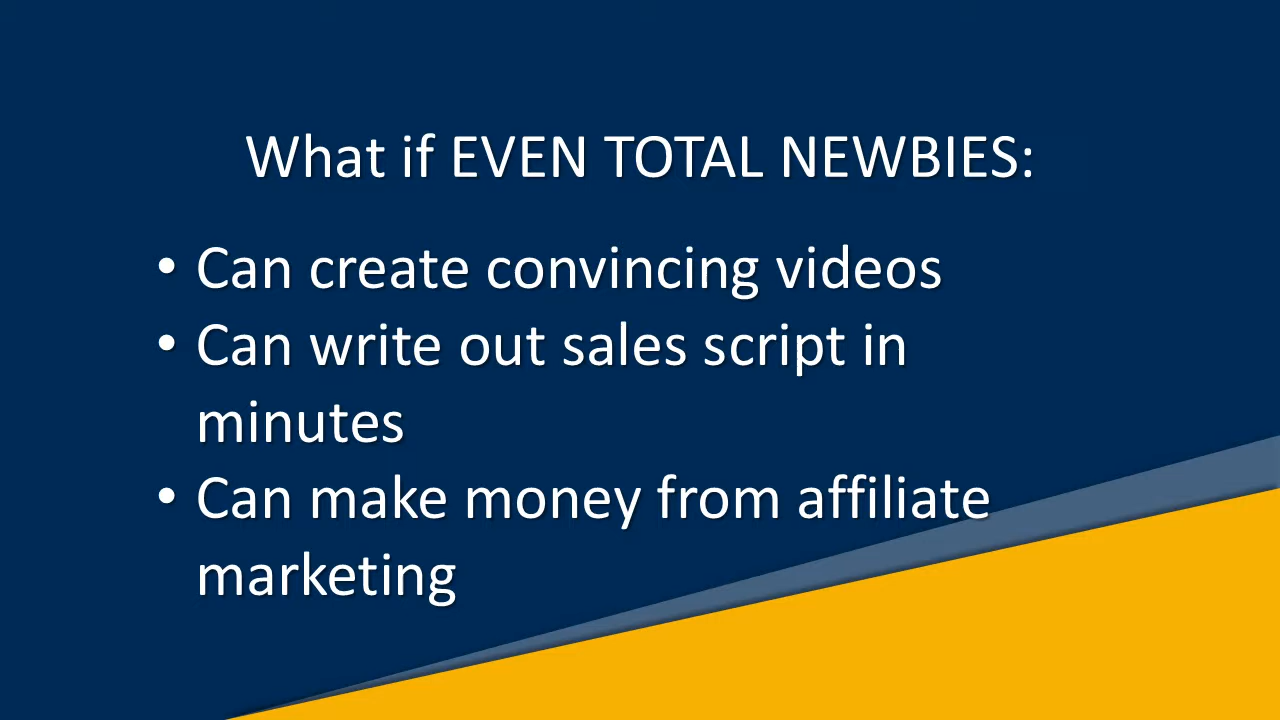 What if EVEN TOTAL NEWBIES:
• Can create convincing videos
• Can write out sales script in
minutes
• Can make money from affiliate
marketing